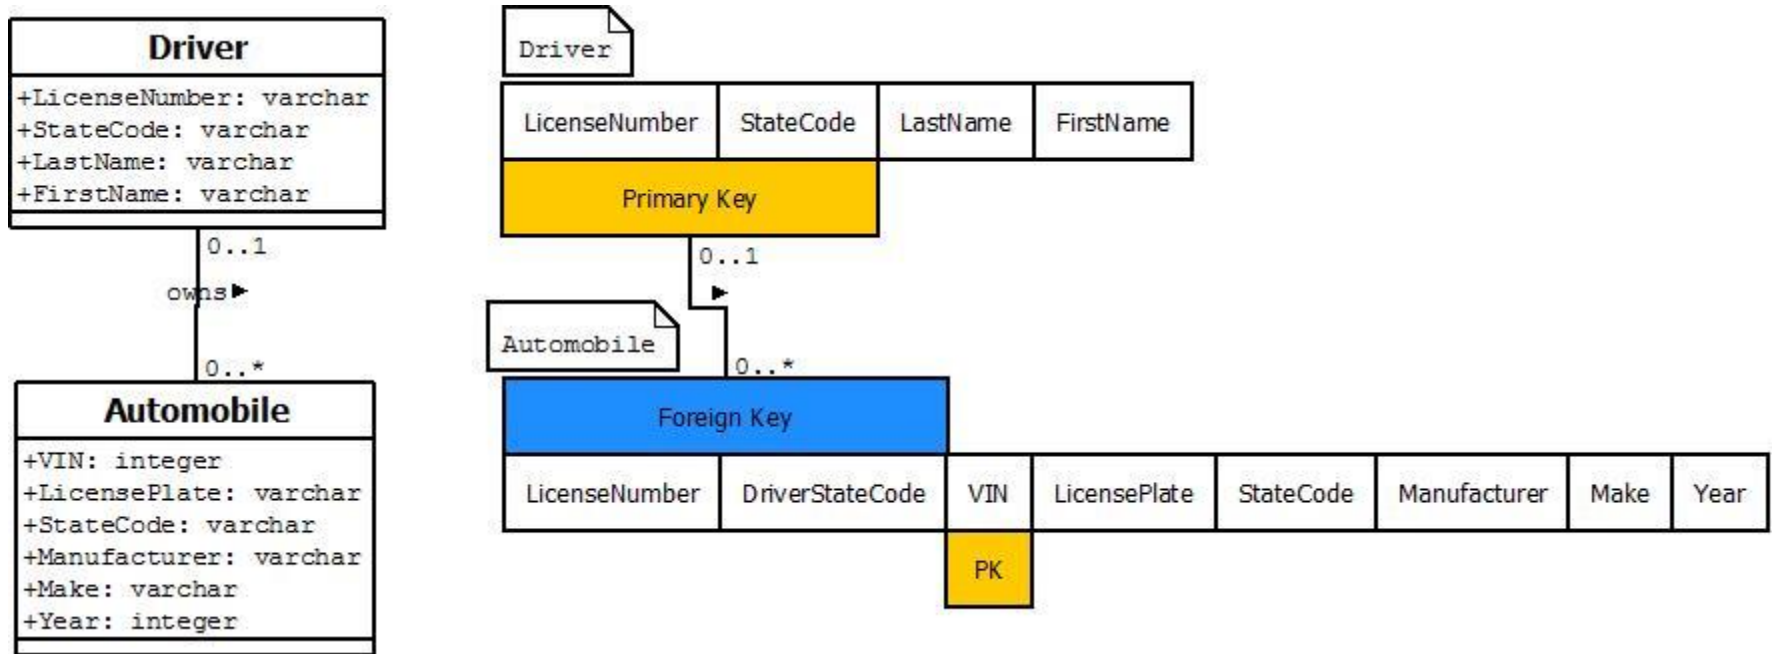 Driver
+LicenseNumber: varchar
+StateCode: varchar
+LastName: varchar
+FirstName: varchar
0..1
owns
0..*
Automobile
+VIN: integer
+LicensePlate: varchar
+StateCode: varchar
+Manufacturer: varchar
+Make: varchar
+Year: integer
Driver
LicenseNumber StateCode LastName FirstName
Primary Key
0..1
Automobile
0..*
Foreign Key
LicenseNumber DriverStateCode VIN LicensePlate StateCode Manufacturer Make Year
PK